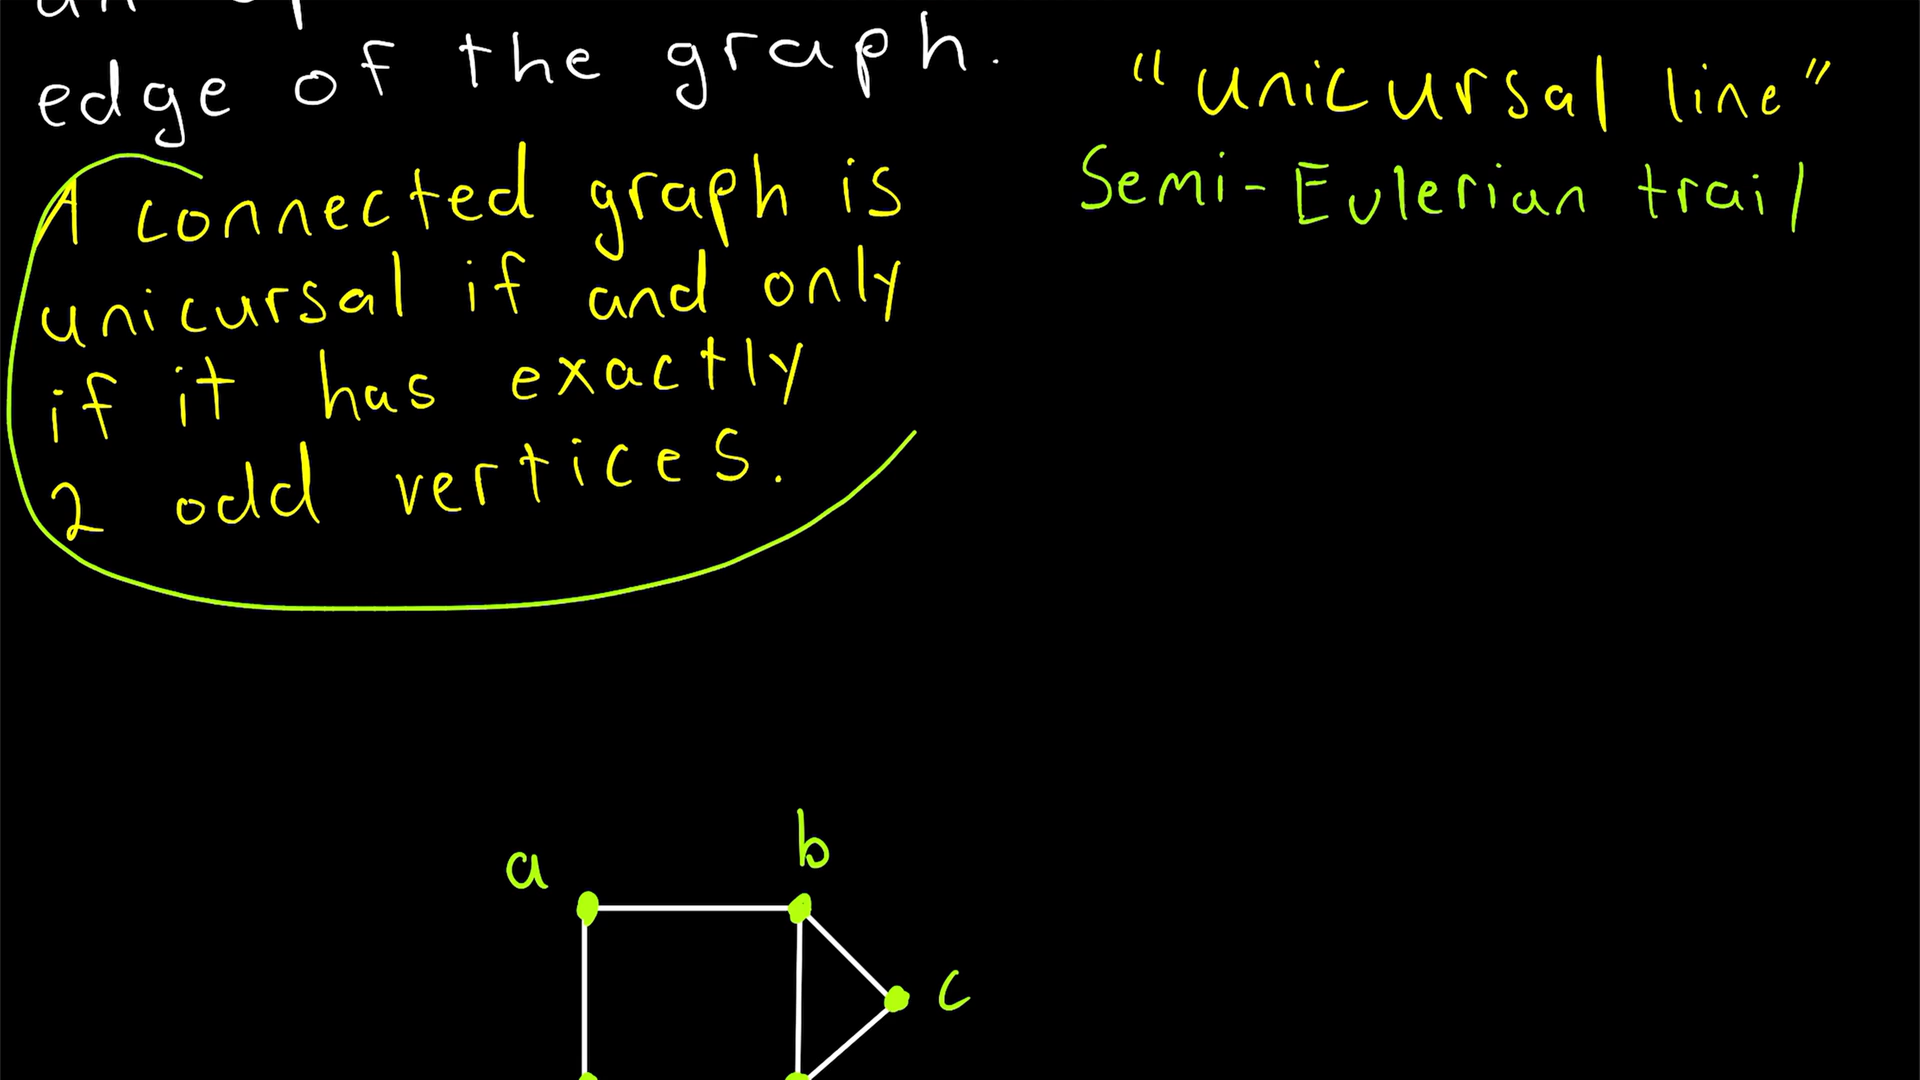 edge of the graph.
A connected graph is
unicursal if and only
if it has exactly
2 odd vertices.
"unicursal line"
Semi-Eulerian trail
a
b
c